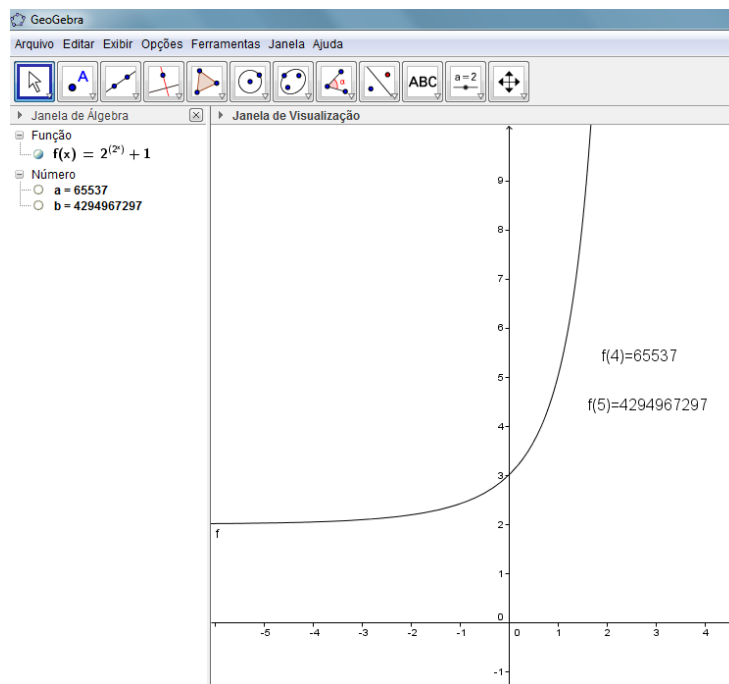 GeoGebra
Arquivo Editar Exibir Opções Ferramentas Janela Ajuda
A α ABC a=2
Janela de Álgebra
Janela de Visualização
Função
f(x) = 2^(2^x) + 1
Número
a = 65537
b = 4294967297
9
8
7
6
f(4)=65537
5
f(5)=4294967297
4
3
2
f
1
0
-5 -4 -3 -2 -1 0 1 2 3 4
-1